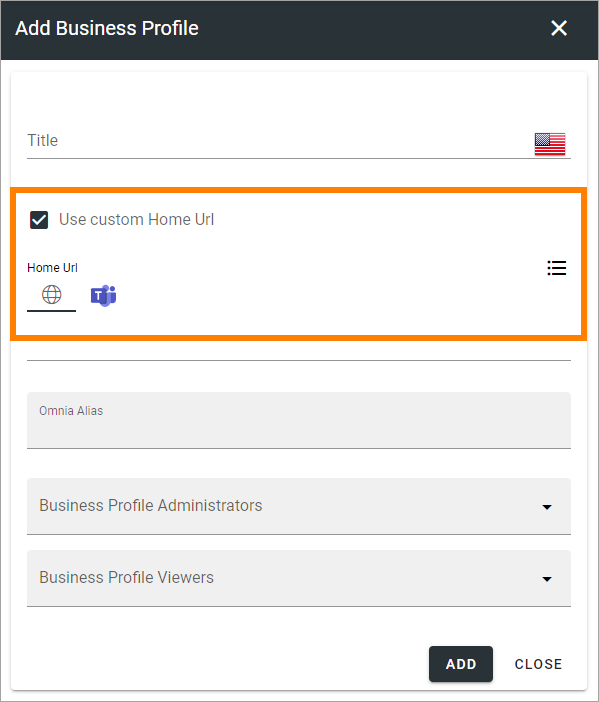 Add Business Profile
Title
Use custom Home Url
Home Url
T
Omnia Alias
Business Profile Administrators
Business Profile Viewers
ADD CLOSE